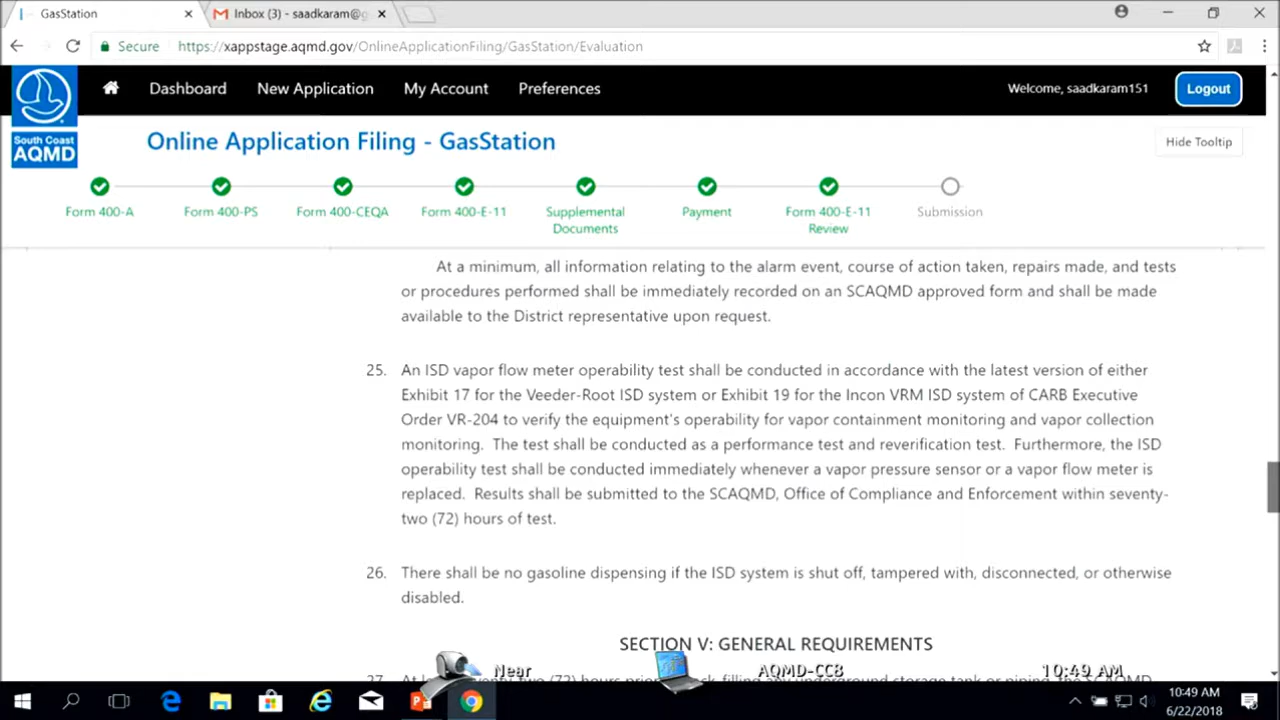 GasStation
Inbox (3) - saadkaram@g
Secure
https://xappstage.aqmd.gov/OnlineApplicationFiling/GasStation/Evaluation
South Coast
AQMD
Dashboard
New Application
My Account
Preferences
Welcome, saadkaram151
Logout
Online Application Filing - GasStation
Hide Tooltip
Form 400-A
Form 400-PS
Form 400-CEQA
Form 400-E-11
Supplemental
Documents
Payment
Form 400-E-11
Review
Submission
At a minimum, all information relating to the alarm event, course of action taken, repairs made, and tests
or procedures performed shall be immediately recorded on an SCAQMD approved form and shall be made
available to the District representative upon request.
25. An ISD vapor flow meter operability test shall be conducted in accordance with the latest version of either
Exhibit 17 for the Veeder-Root ISD system or Exhibit 19 for the Incon VRM ISD system of CARB Executive
Order VR-204 to verify the equipment's operability for vapor containment monitoring and vapor collection
monitoring. The test shall be conducted as a performance test and reverification test. Furthermore, the ISD
operability test shall be conducted immediately whenever a vapor pressure sensor or a vapor flow meter is
replaced. Results shall be submitted to the SCAQMD, Office of Compliance and Enforcement within seventy-
two (72) hours of test.
26. There shall be no gasoline dispensing if the ISD system is shut off, tampered with, disconnected, or otherwise
disabled.
SECTION V: GENERAL REQUIREMENTS
Near
AQMD-CC8
10:49 AM
10:49 AM
6/22/2018